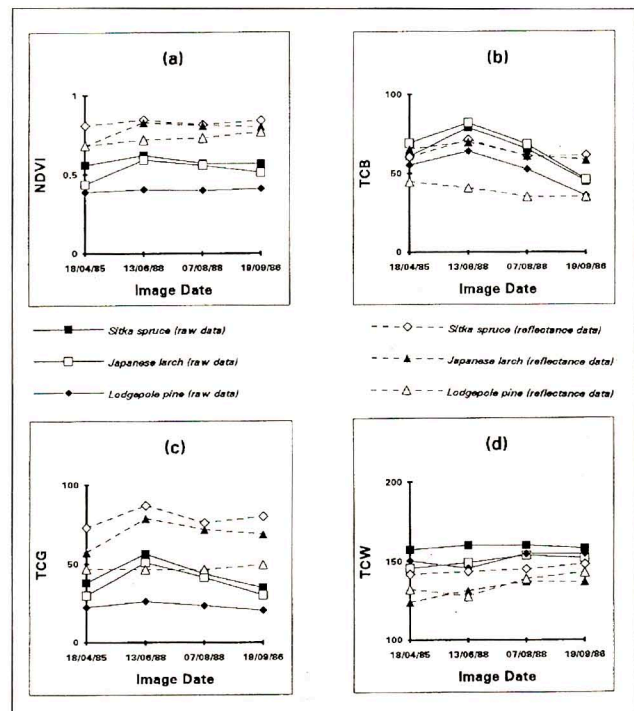 (a)
1
0.5
0
NDVI
18/04/85 13/06/88 07/08/88 19/09/86
Image Date
(b)
100
50
0
TCB
18/04/85 13/06/88 07/08/88 19/09/86
Image Date
Sitka spruce (raw data)
Japanese larch (raw data)
Lodgepole pine (raw data)
Sitka spruce (reflectance data)
Japanese larch (reflectance data)
Lodgepole pine (reflectance data)
(c)
100
50
0
TCG
18/04/85 13/06/88 07/08/88 19/09/86
Image Date
(d)
200
150
100
TCW
18/04/85 13/06/88 07/08/88 19/09/86
Image Date